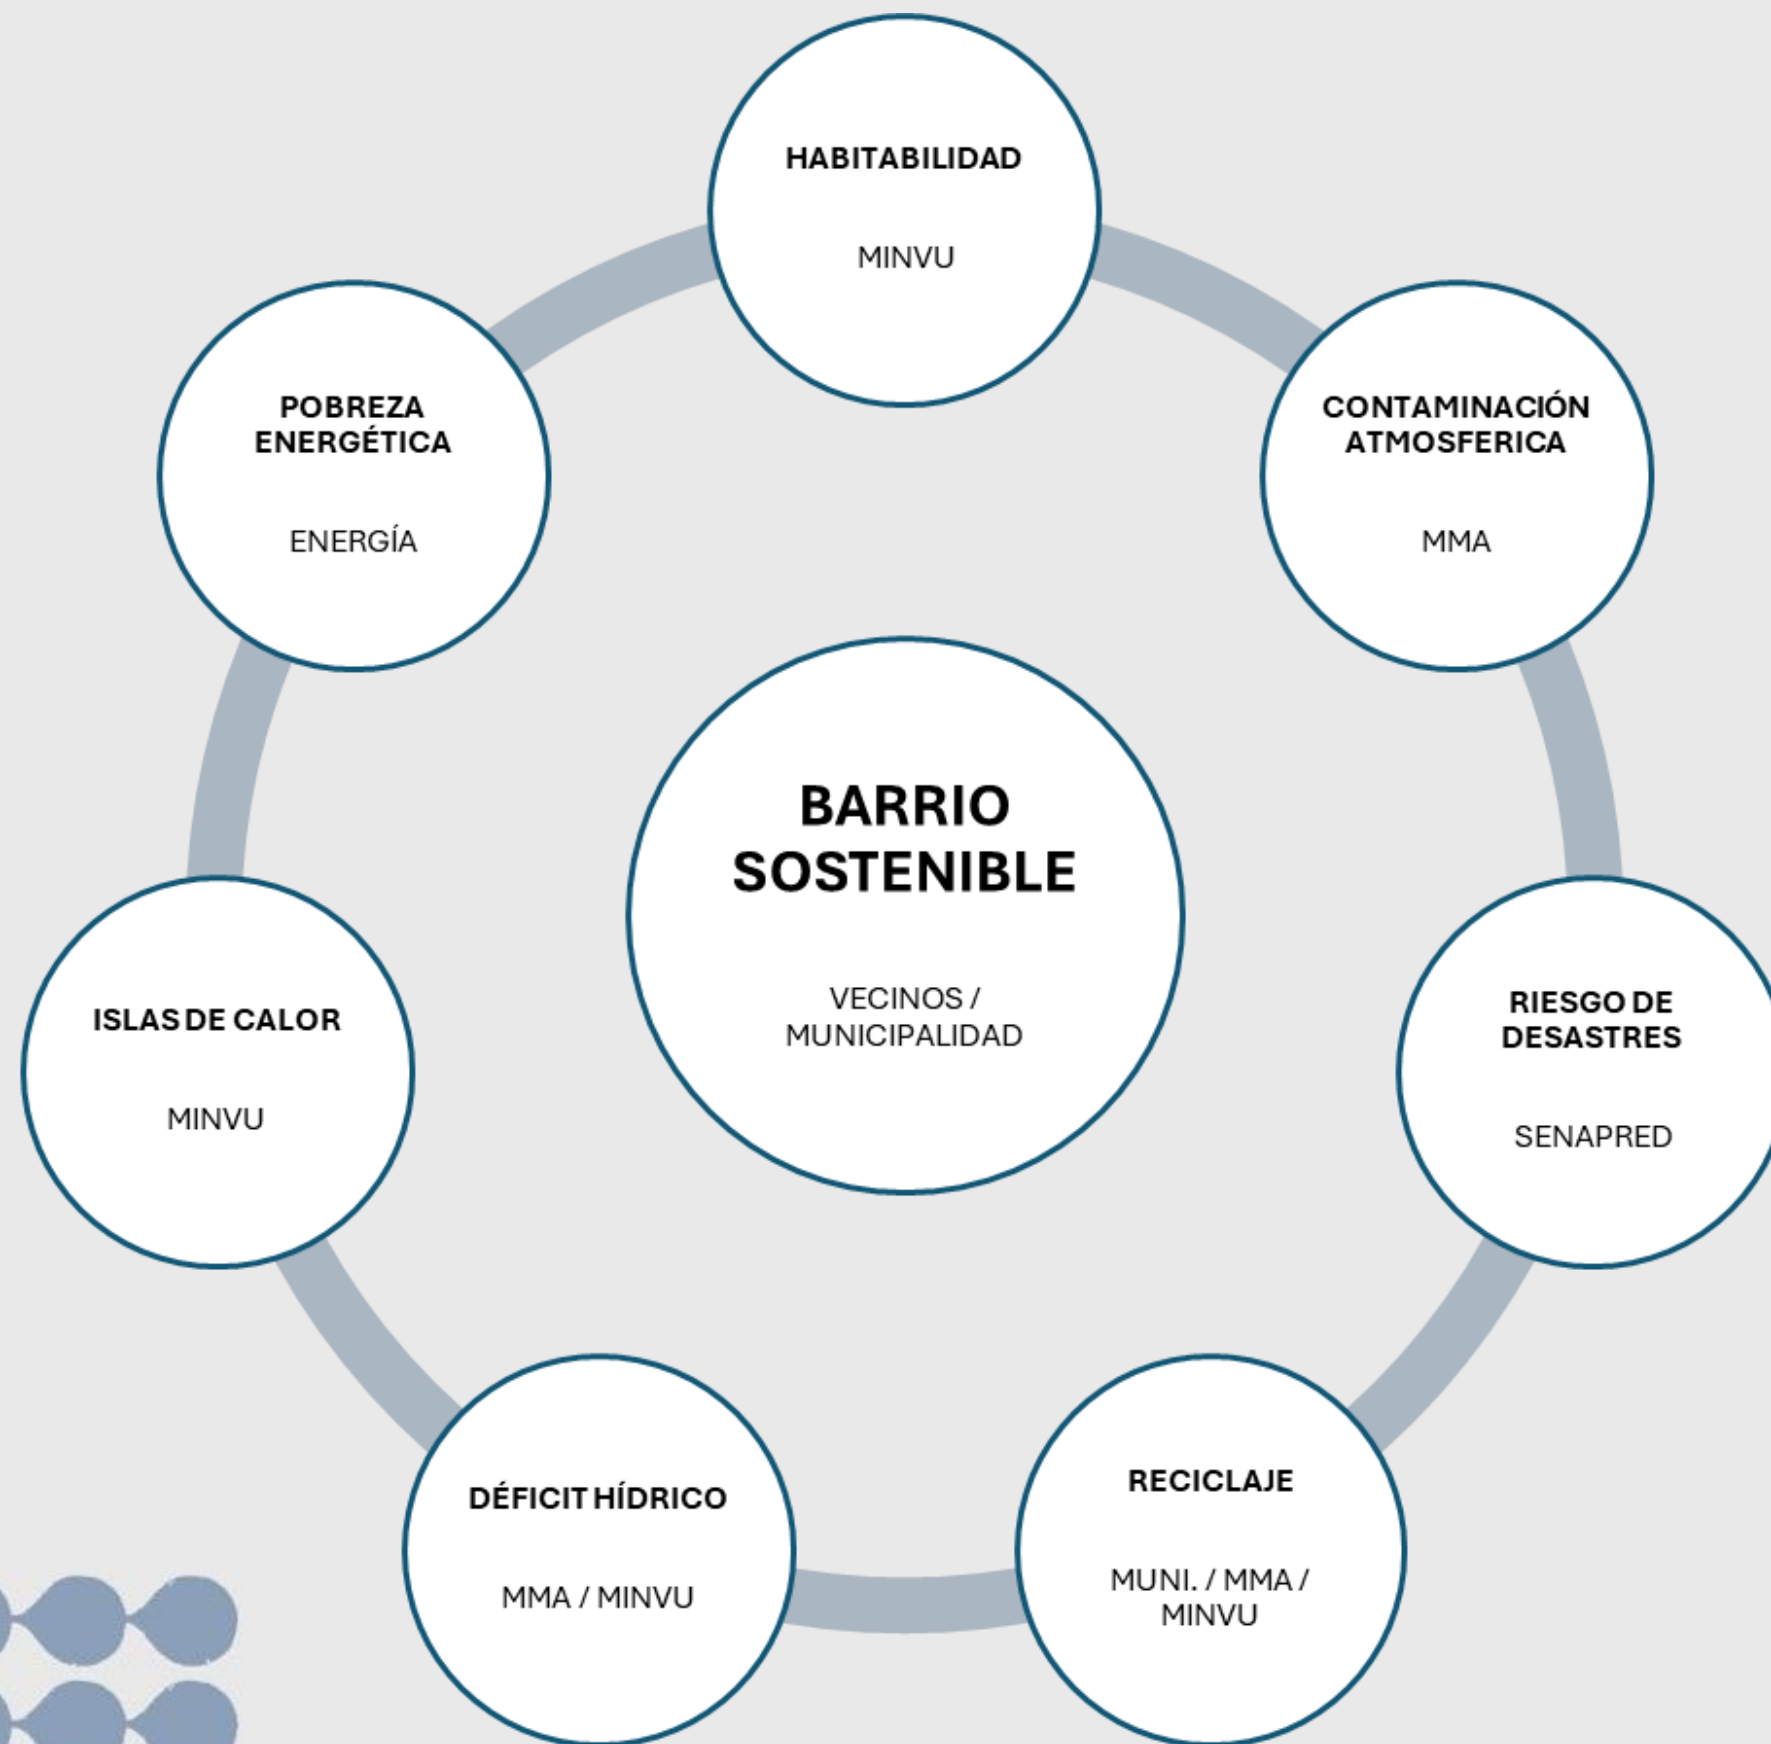 HABITABILIDAD
MINVU
CONTAMINACIÓN
ATMOSFERICA
MMA
RIESGO DE
DESASTRES
SENAPRED
RECICLAJE
MUNI. / MMA /
MINVU
DÉFICIT HÍDRICO
MMA / MINVU
ISLAS DE CALOR
MINVU
POBREZA
ENERGÉTICA
ENERGÍA
BARRIO
SOSTENIBLE
VECINOS /
MUNICIPALIDAD